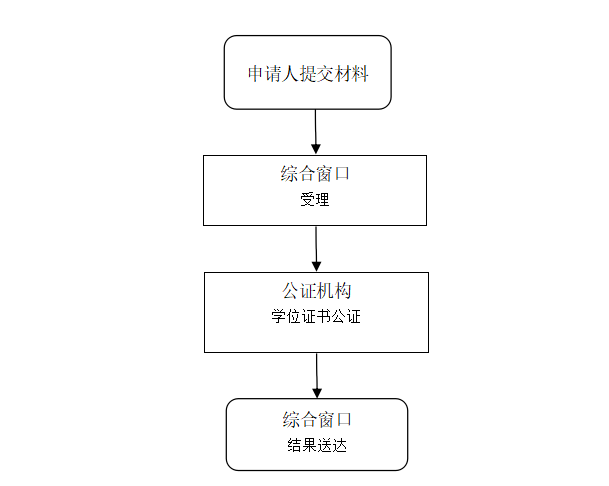 申请人提交材料
综合窗口
受理
公证机构
学位证书公证
综合窗口
结果送达